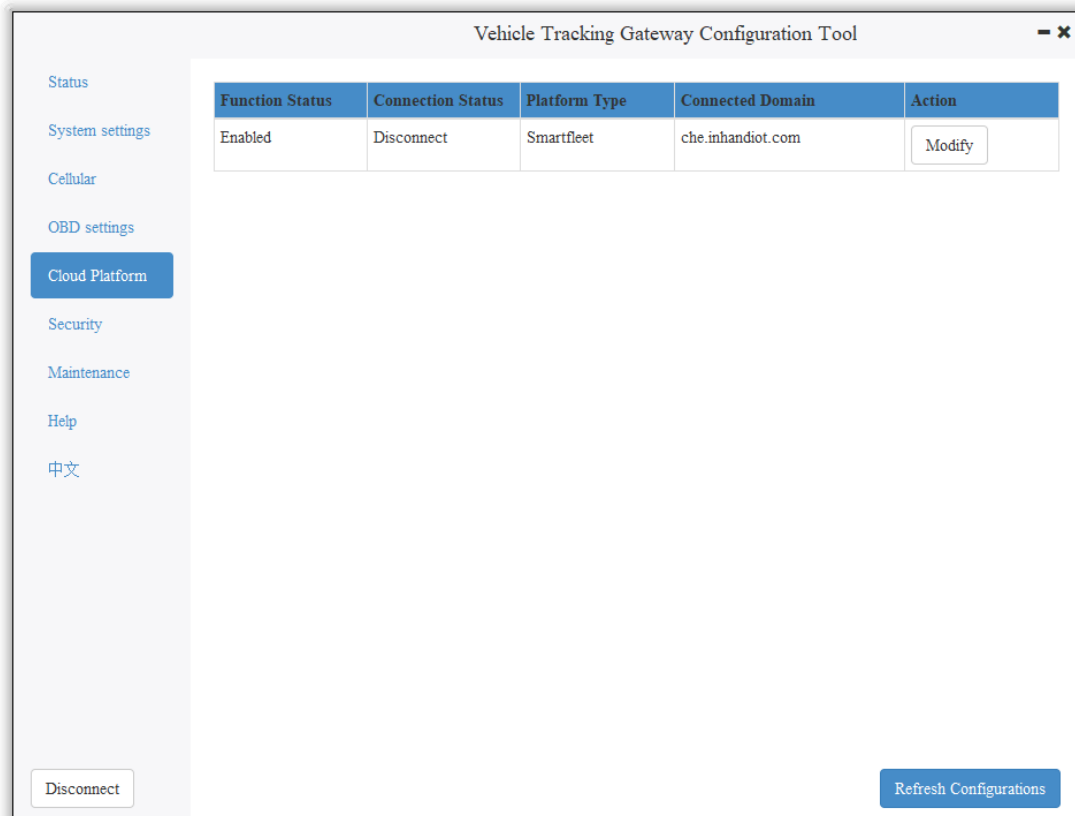 Vehicle Tracking Gateway Configuration Tool
Status
System settings
Cellular
OBD settings
Cloud Platform
Security
Maintenance
Help
中文
Function Status Connection Status Platform Type Connected Domain Action
Enabled Disconnect Smartfleet che.inhandiot.com Modify
Disconnect
Refresh Configurations